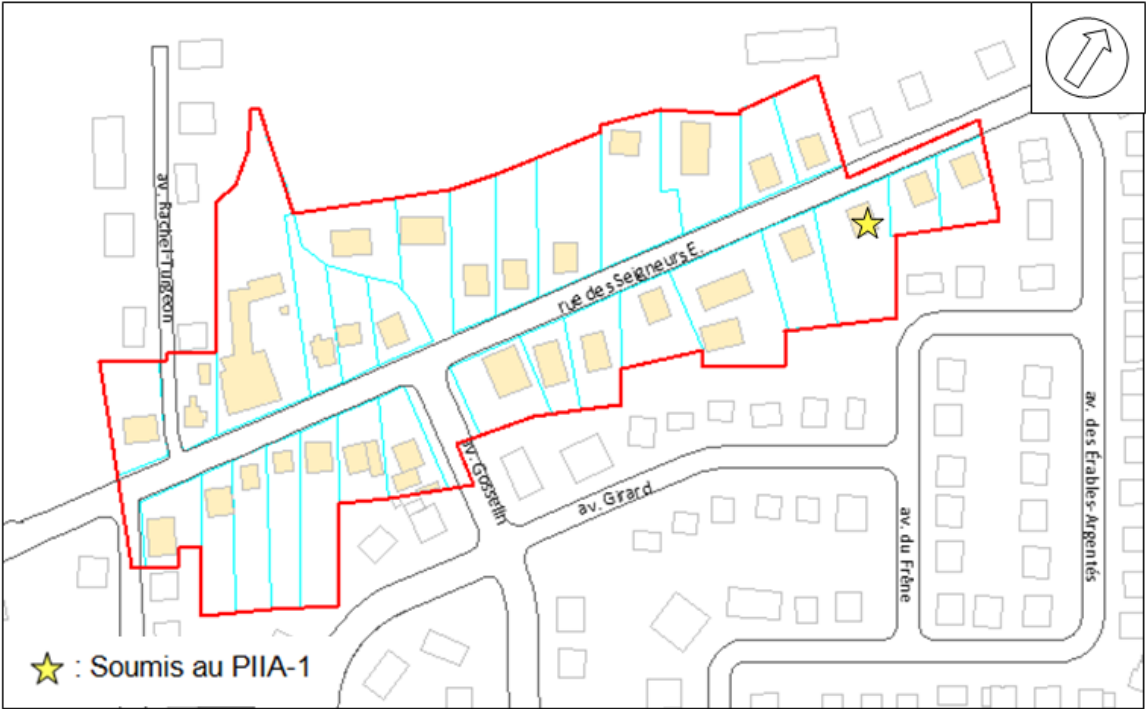 av. Rachel-Turgeon
rue des Seigneurs E.
av. Gosselin
av. Girard
av. du Frêne
av. des Érables-Argentés
: Soumis au PIIA-1